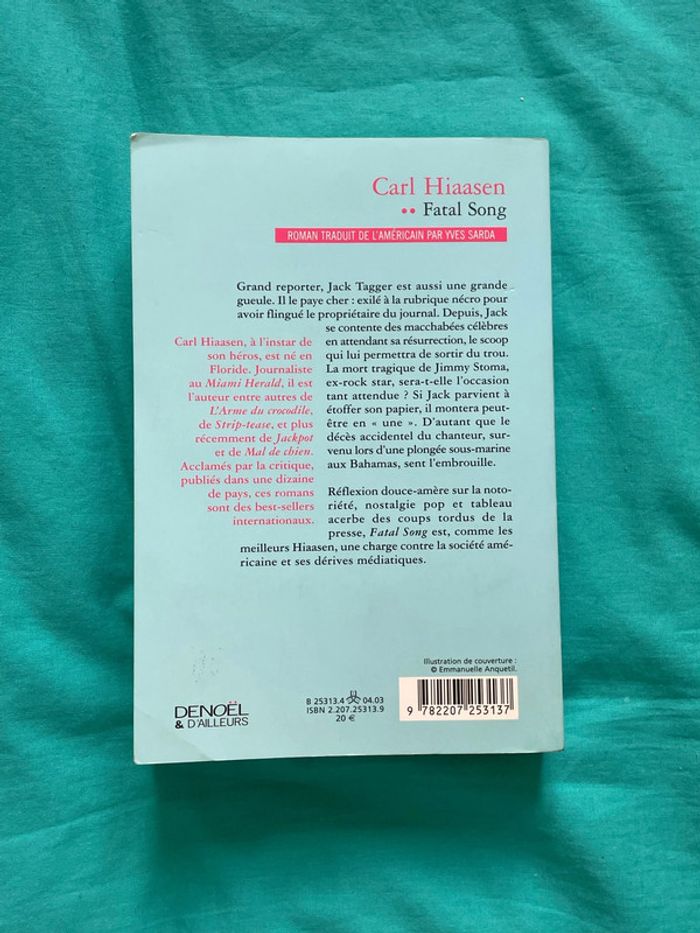 Carl Hiaasen
•• Fatal Song
ROMAN TRADUIT DE L'AMÉRICAIN PAR YVES SARDA
Grand reporter, Jack Tagger est aussi une grande
gueule. Il le paye cher : exilé à la rubrique nécro pour
avoir flingué le propriétaire du journal. Depuis, Jack
se contente des macchabées célèbres
en attendant sa résurrection, le scoop
qui lui permettra de sortir du trou.
La mort tragique de Jimmy Stoma,
ex-rock star, sera-t-elle l'occasion
tant attendue ? Si Jack parvient à
étoffer son papier, il montera peut-
être en « une ». D'autant que le
décès accidentel du chanteur, sur-
venu lors d'une plongée sous-marine
aux Bahamas, sent l'embrouille.
Réflexion douce-amère sur la noto-
riété, nostalgie pop et tableau
acerbe des coups tordus de la
presse, Fatal Song est, comme les
meilleurs Hiaasen, une charge contre la société amé-
ricaine et ses dérives médiatiques.
Carl Hiaasen, à l'instar de
son héros, est né en
Floride. Journaliste
au Miami Herald, il est
l'auteur entre autres de
L'Arme du crocodile,
de Strip-tease, et plus
récemment de Jackpot
et de Mal de chien.
Acclamés par la critique,
publiés dans une dizaine
de pays, ces romans
sont des best-sellers
internationaux.
Illustration de couverture :
© Emmanuelle Anquetil.
DENOËL
& D'AILLEURS
B 25313.4 04.03
ISBN 2.207.25313.9
20 €
9 782207 253137